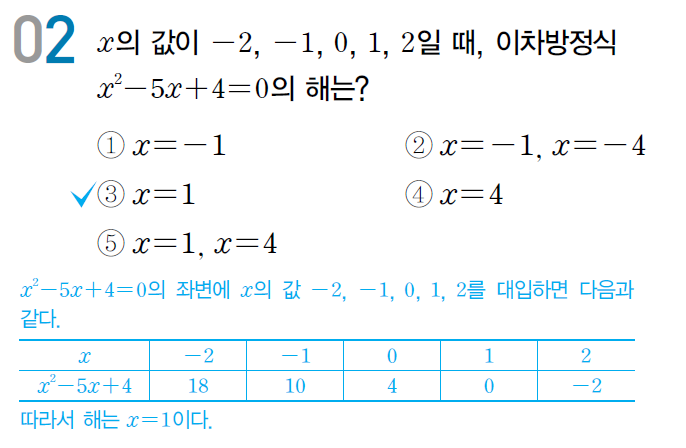 02 x의 값이 -2, -1, 0, 1, 2일 때, 이차방정식
x²-5x+4=0의 해는?
① x=-1 ② x=-1, x=-4
✓③ x=1 ④ x=4
⑤ x=1, x=4
x²-5x+4=0의 좌변에 x의 값 -2, -1, 0, 1, 2를 대입하면 다음과
같다.
x -2 -1 0 1 2
x²-5x+4 18 10 4 0 -2
따라서 해는 x=1이다.